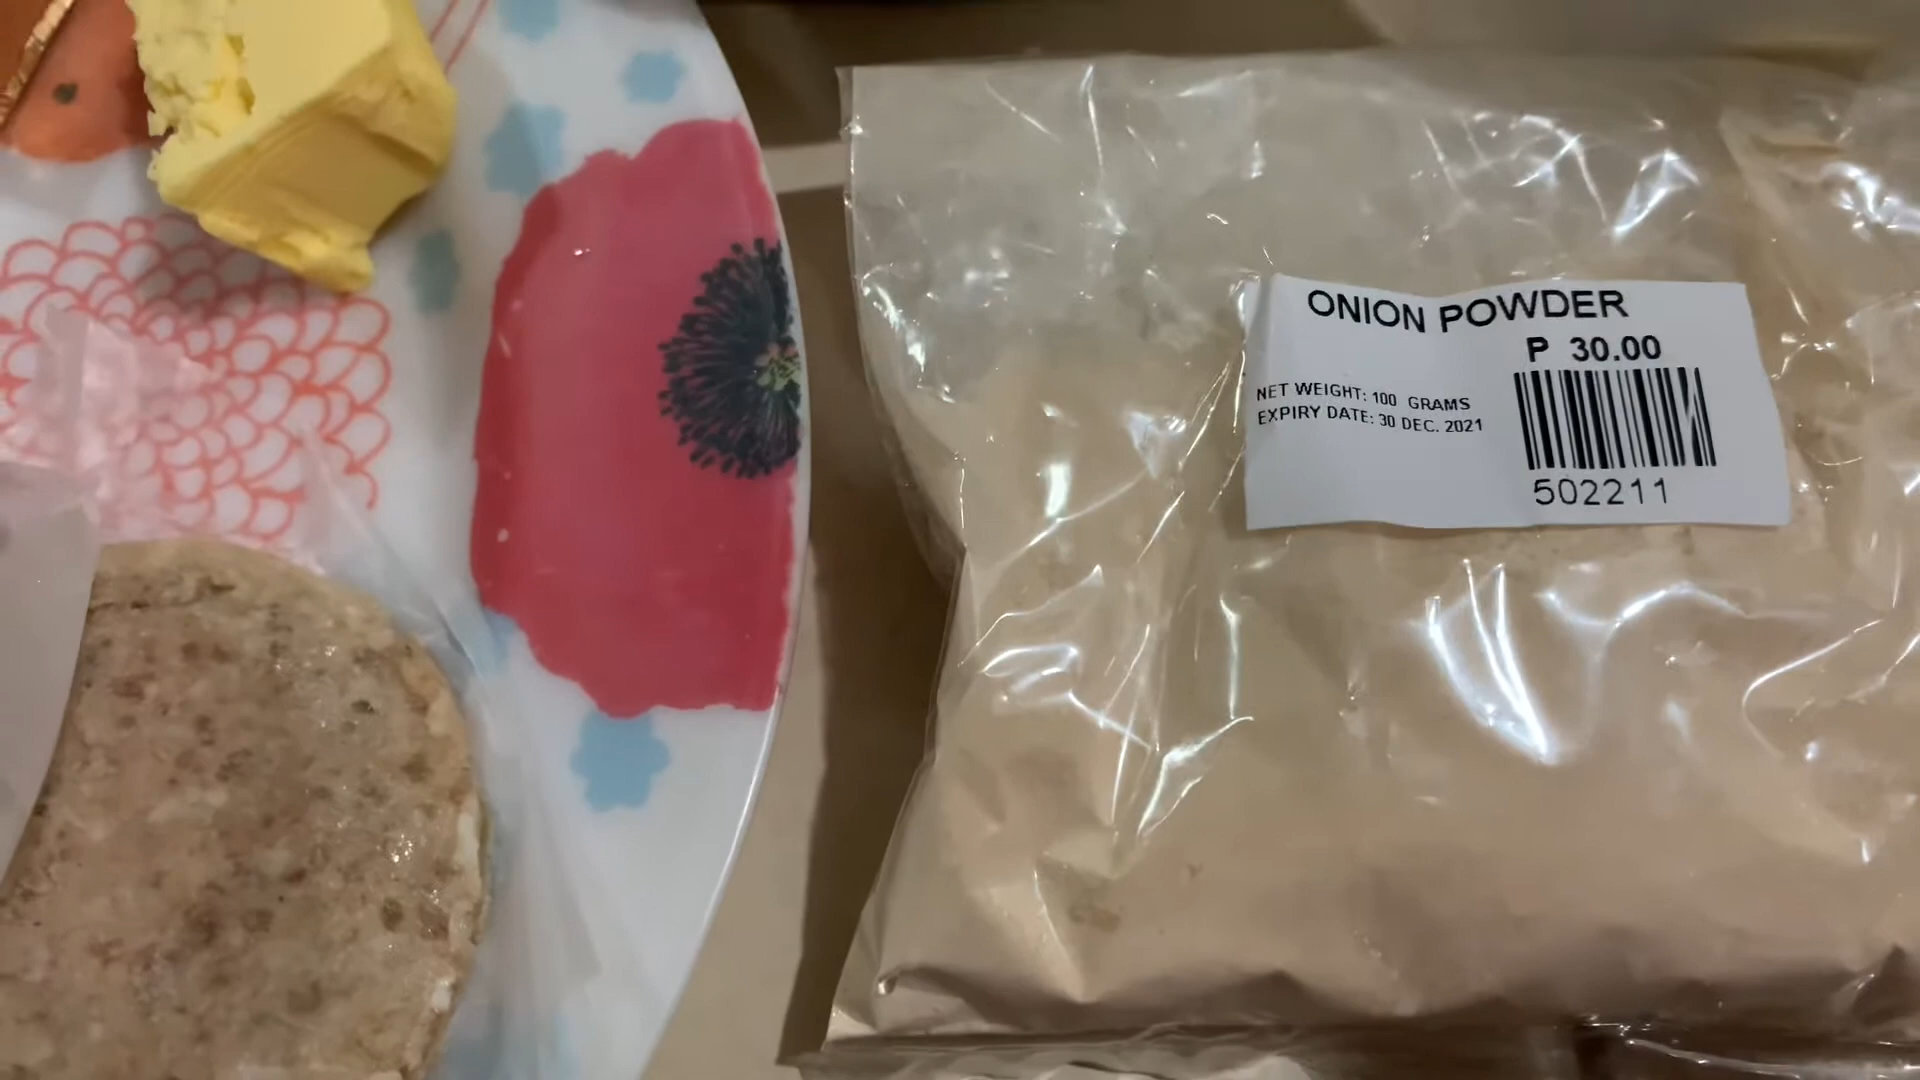 ONION POWDER
₱ 30.00
NET WEIGHT: 100 GRAMS
EXPIRY DATE: 30 DEC. 2021
502211